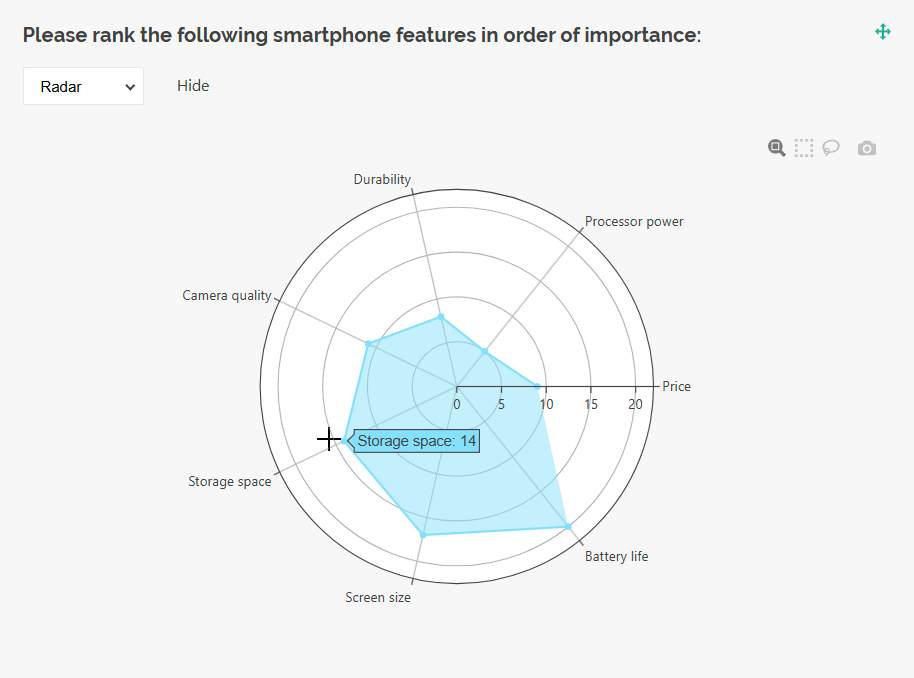 Please rank the following smartphone features in order of importance:
Radar
Hide
Durability
Processor power
Camera quality
Price
0
5
10
15
20
Storage space: 14
Storage space
Battery life
Screen size